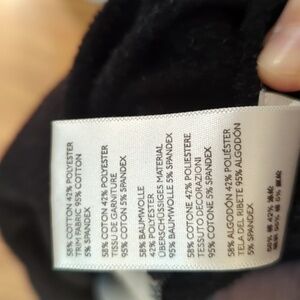 58% COTTON 42% POLYESTER
TRIM FABRIC 95% COTTON
5% SPANDEX
58% COTTON 42% POLYESTER
TISSU DE GARNITURE
95% COTON 5% SPANDEX
58% BAUMWOLLE
42% POLYESTER
ÜBERSCHÜSSIGES MATERIAL
95% BAUMWOLLE 5% SPANDEX
58% COTONE 42% POLIESTERE
TESSUTO DECORAZIONI
95% COTONE 5% SPANDEX
58% ALGODON 42% POLIÉSTER
TELA DEL RIBETE 95% ALGODÓN
5% SPANDEX